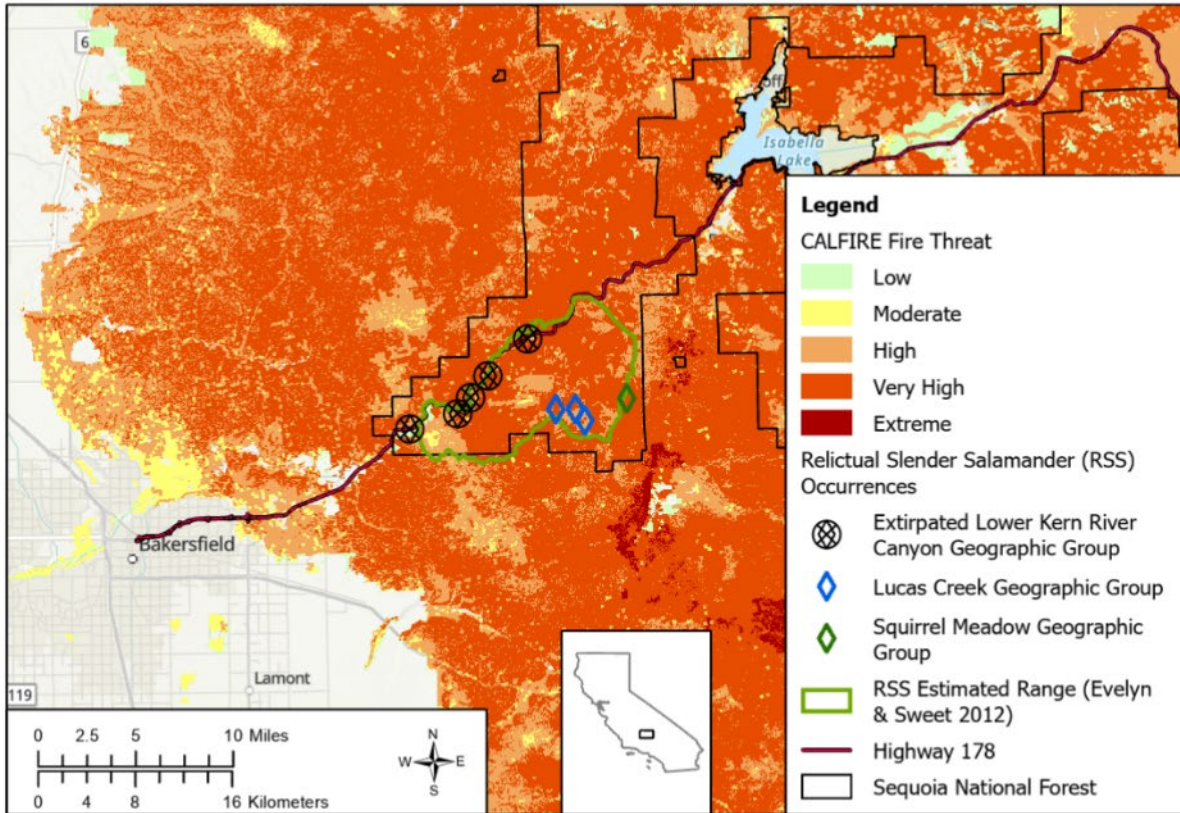 6
off
Isabella
Lake
Bakersfield
Lamont
119
0 2.5 5 10 Miles
0 4 8 16 Kilometers
N
W E
S
Legend
CALFIRE Fire Threat
Low
Moderate
High
Very High
Extreme
Relictual Slender Salamander (RSS)
Occurrences
Extirpated Lower Kern River
Canyon Geographic Group
Lucas Creek Geographic Group
Squirrel Meadow Geographic
Group
RSS Estimated Range (Evelyn
& Sweet 2012)
Highway 178
Sequoia National Forest